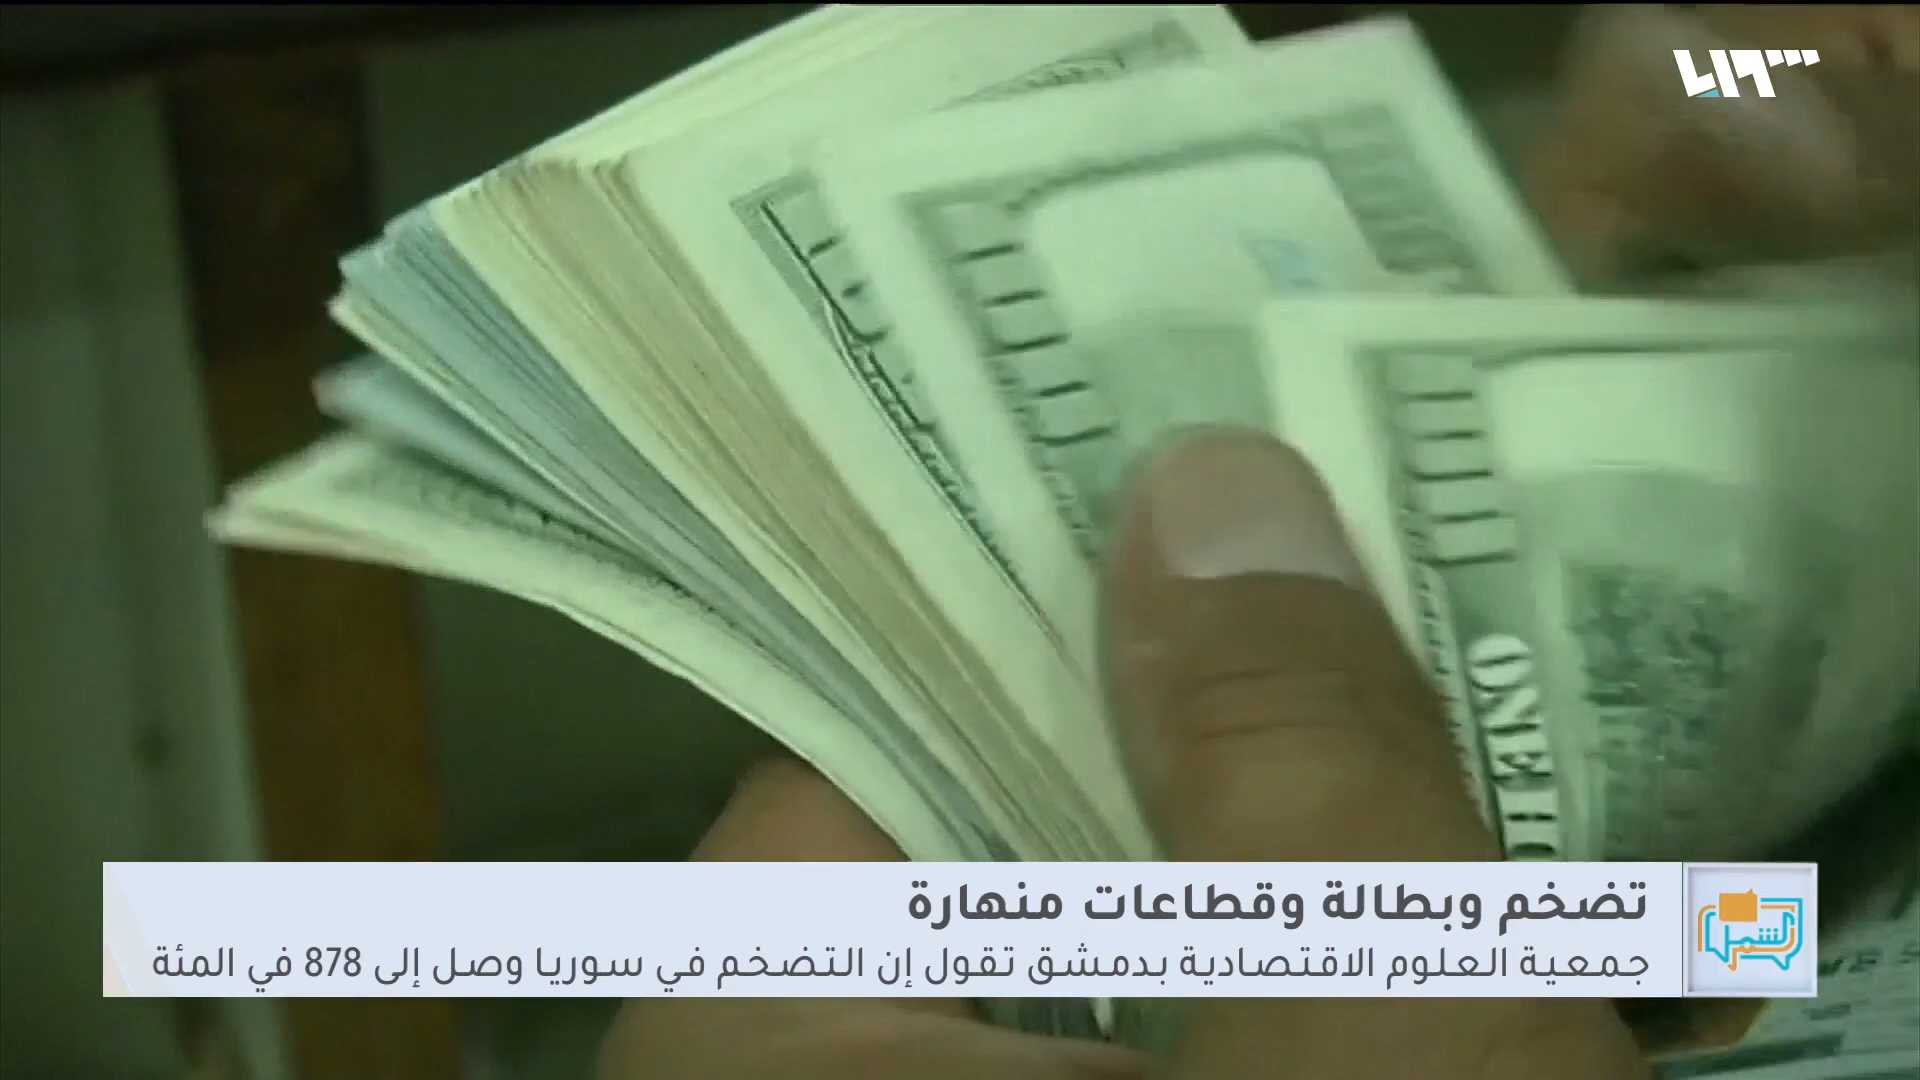 تضخم وبطالة وقطاعات منهارة
جمعية العلوم الاقتصادية بدمشق تقول إن التضخم في سوريا وصل إلى 878 في المئة
ONE